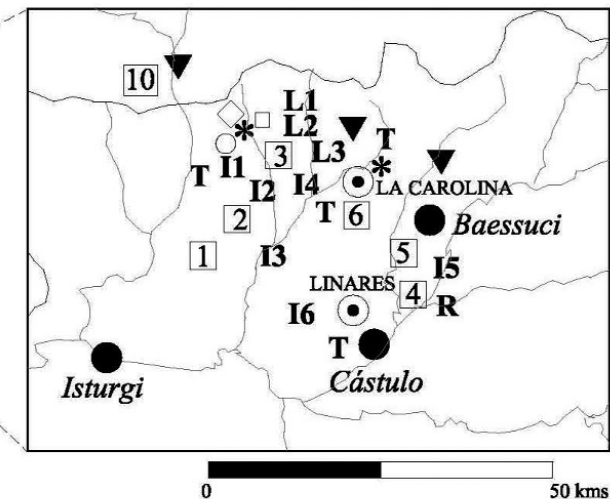 10
L1
L2
T
3
L3
T
I1
I4
LA CAROLINA
I2
T
6
2
Baessuci
1
I3
5
I5
LINARES
4
R
I6
T
Isturgi
Cástulo
0
50 kms